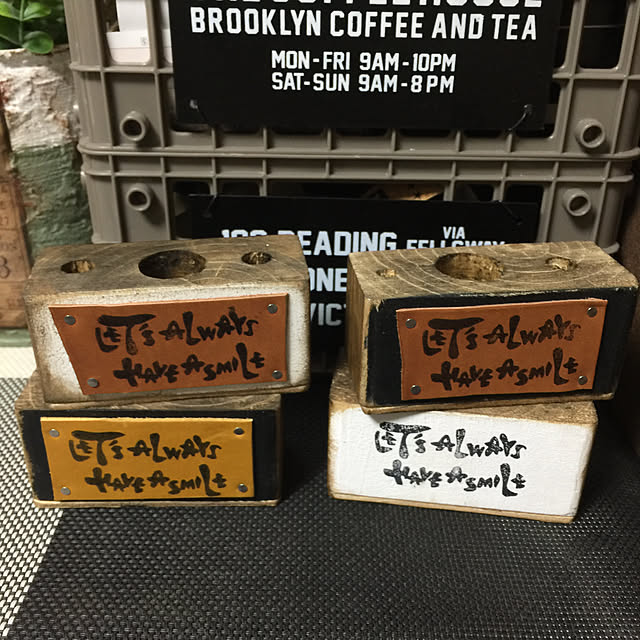 BROOKLYN COFFEE AND TEA
MON-FRI 9AM-10PM
SAT-SUN 9AM-8PM
READING
VIA
LET'S ALWAYS
HAVE A SMILE
LET'S ALWAYS
HAVE A SMILE
LET'S ALWAYS
HAVE A SMILE
LET'S ALWAYS
HAVE A SMILE